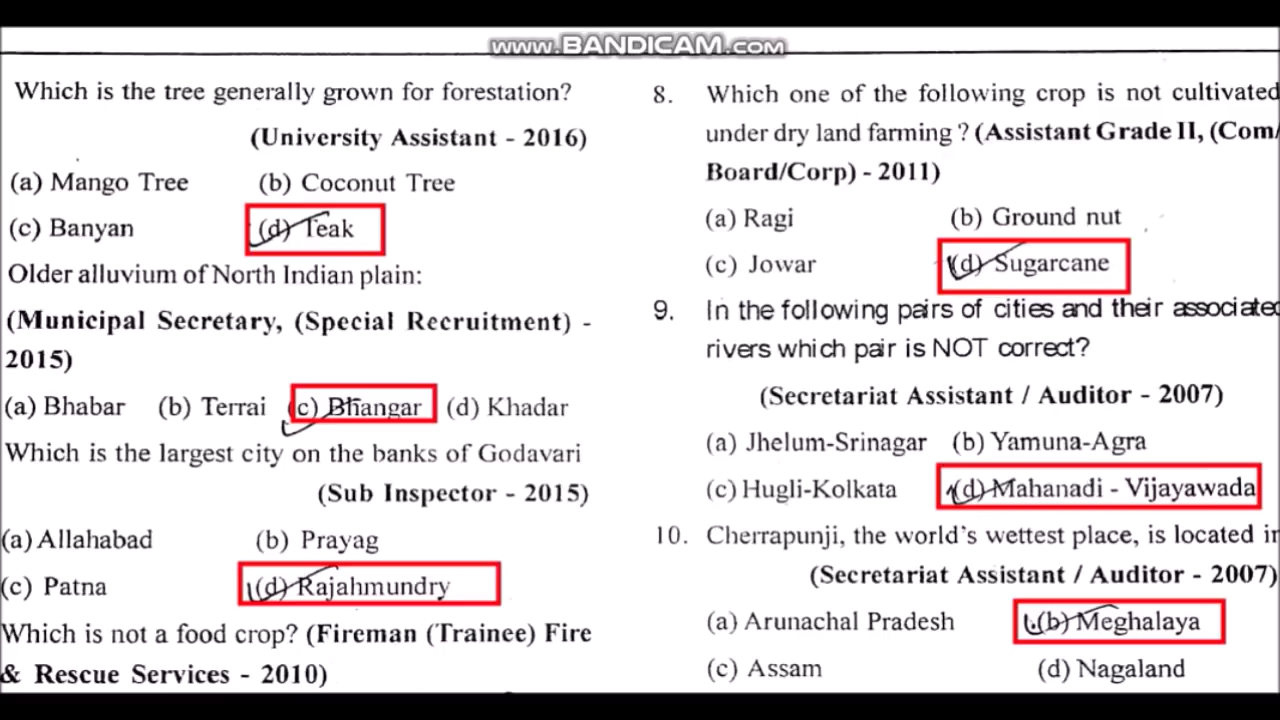 www.BANDICAM.com
Which is the tree generally grown for forestation?
(University Assistant - 2016)
(a) Mango Tree (b) Coconut Tree
(c) Banyan (d) Teak
Older alluvium of North Indian plain:
(Municipal Secretary, (Special Recruitment) -
2015)
(a) Bhabar (b) Terrai (c) Bhangar (d) Khadar
Which is the largest city on the banks of Godavari
(Sub Inspector - 2015)
(a) Allahabad (b) Prayag
(c) Patna (d) Rajahmundry
Which is not a food crop? (Fireman (Trainee) Fire
& Rescue Services - 2010)
8. Which one of the following crop is not cultivated
under dry land farming ? (Assistant Grade II, (Com/
Board/Corp) - 2011)
(a) Ragi (b) Ground nut
(c) Jowar (d) Sugarcane
9. In the following pairs of cities and their associated
rivers which pair is NOT correct?
(Secretariat Assistant / Auditor - 2007)
(a) Jhelum-Srinagar (b) Yamuna-Agra
(c) Hugli-Kolkata (d) Mahanadi - Vijayawada
10. Cherrapunji, the world's wettest place, is located in
(Secretariat Assistant / Auditor - 2007)
(a) Arunachal Pradesh (b) Meghalaya
(c) Assam (d) Nagaland